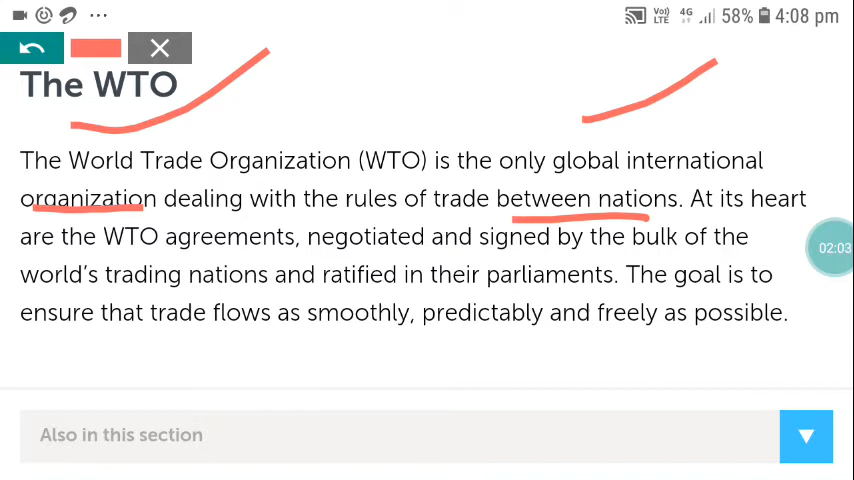 Vo) LTE 4G 58% 4:08 pm
The WTO
The World Trade Organization (WTO) is the only global international
organization dealing with the rules of trade between nations. At its heart
are the WTO agreements, negotiated and signed by the bulk of the
world's trading nations and ratified in their parliaments. The goal is to
ensure that trade flows as smoothly, predictably and freely as possible.
02:03
Also in this section